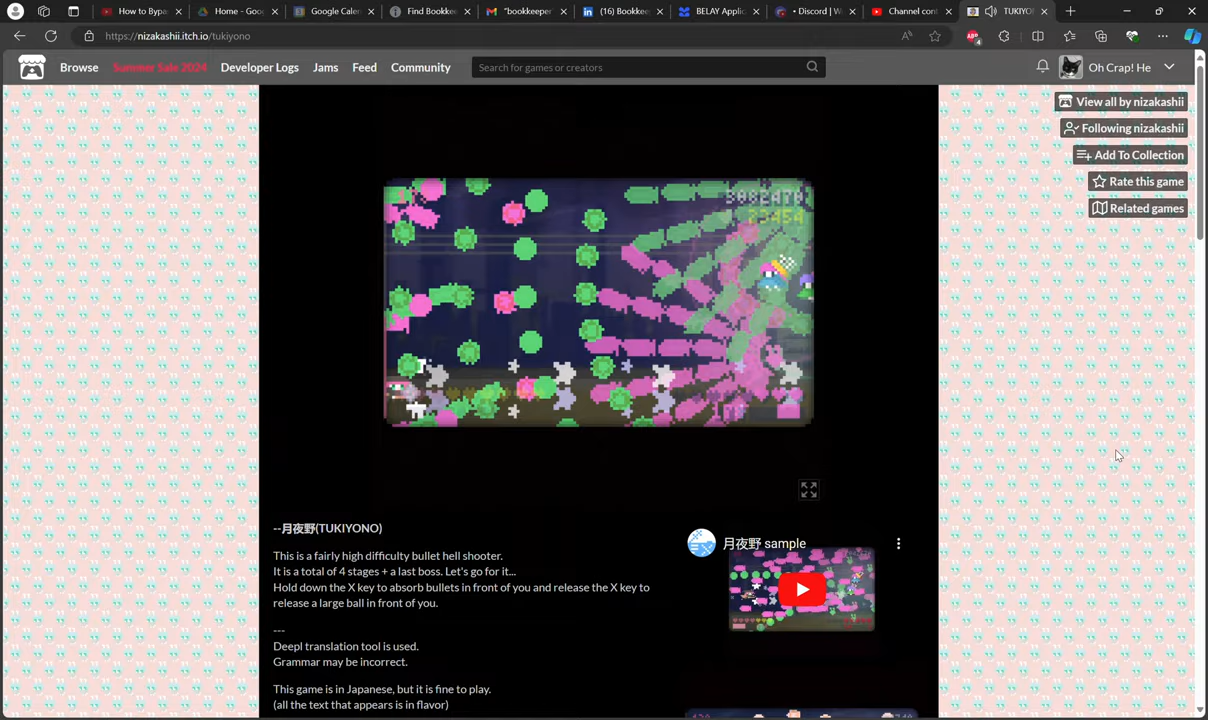 How to Bypa
Home - Goog
Google Calen
Find Bookkee
"bookkeeper"
(16) Bookkee
BELAY Applic
• Discord | W
Channel cont
TUKIYO
https://nizakashii.itch.io/tukiyono
Browse
Summer Sale 2024
Developer Logs
Jams
Feed
Community
Search for games or creators
Oh Crap! He
View all by nizakashii
Following nizakashii
Add To Collection
Rate this game
Related games
23454
--月夜野(TUKIYONO)
This is a fairly high difficulty bullet hell shooter.
It is a total of 4 stages + a last boss. Let's go for it...
Hold down the X key to absorb bullets in front of you and release the X key to
release a large ball in front of you.
---
Deepl translation tool is used.
Grammar may be incorrect.
This game is in Japanese, but it is fine to play.
(all the text that appears is in flavor)
月夜野 sample